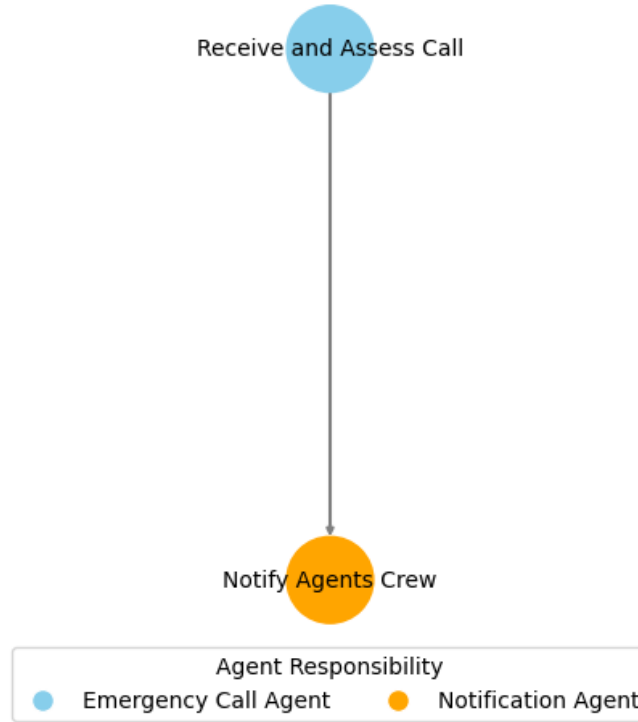 Receive and Assess Call
Notify Agents Crew
Agent Responsibility
Emergency Call Agent Notification Agent